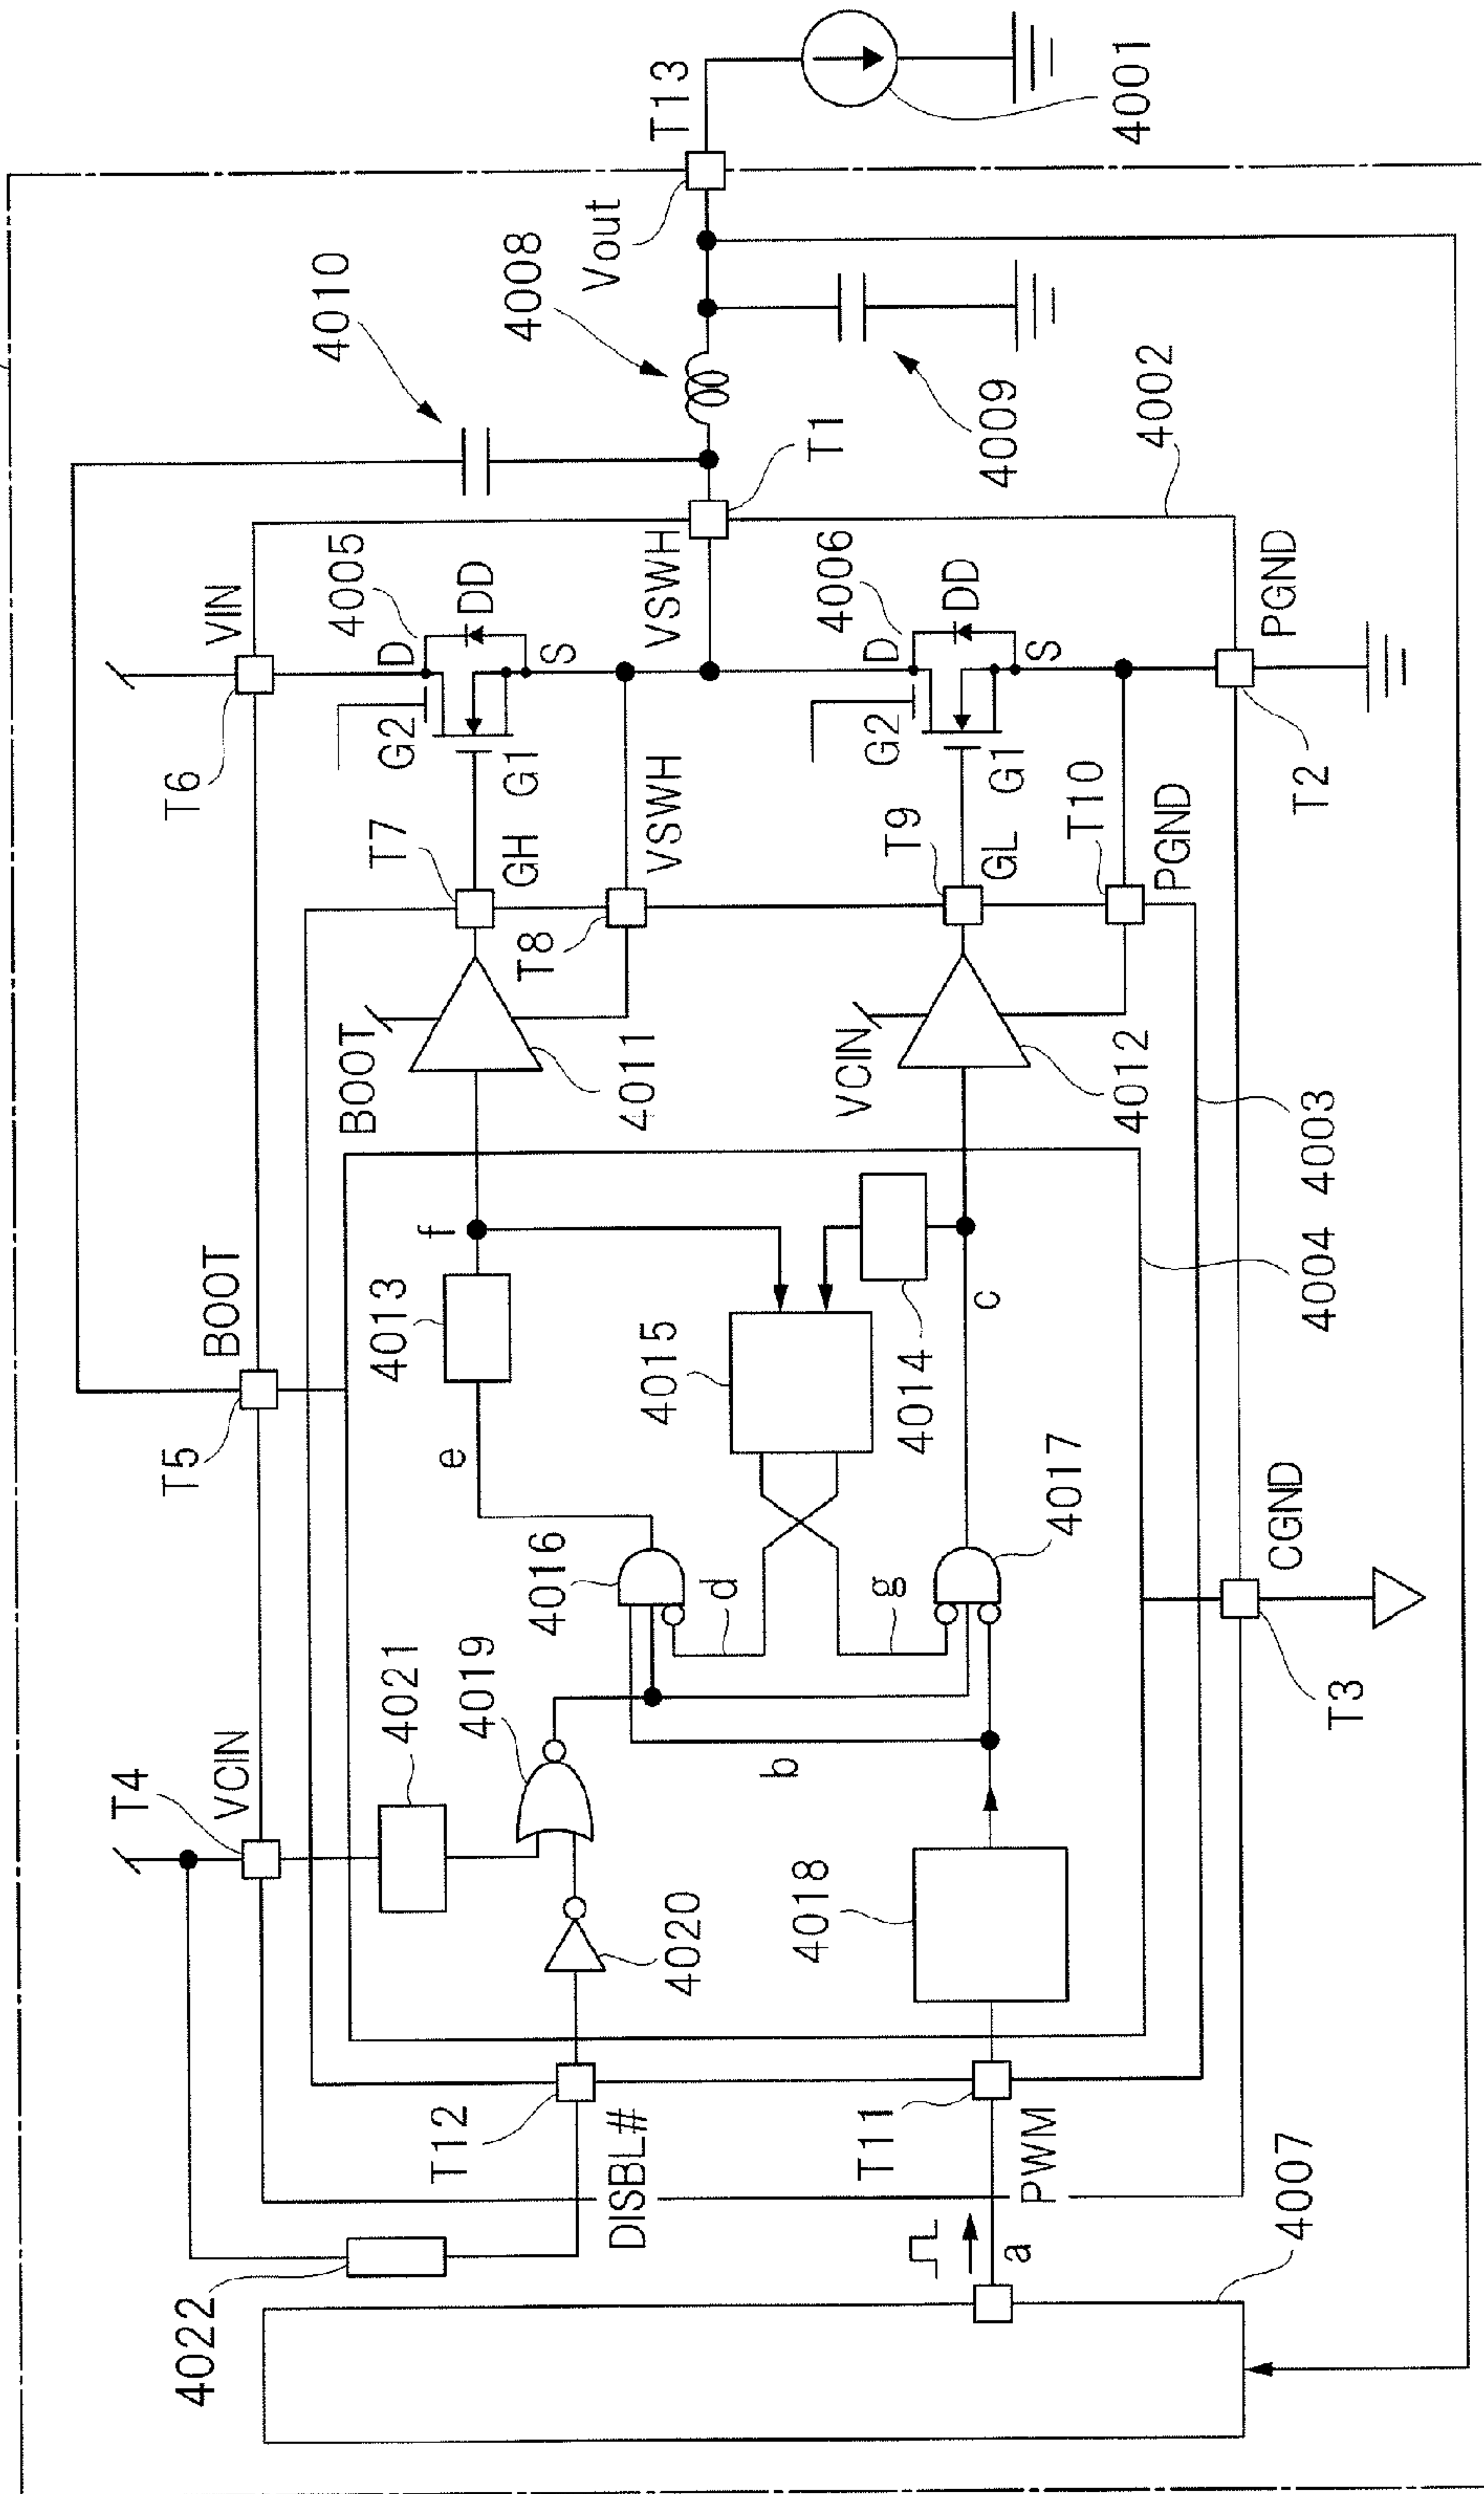 4010
4008
Vout
T13
4001
4009
4002
T1
VIN
T6
4005
D
DD
G2
G1
S
VSWH
T7
GH
T8
VSWH
BOOT
4011
4006
D
DD
G2
G1
S
T9
GL
T10
PGND
PGND
T2
VCIN
4012
4003
4004
BOOT
T5
f
4013
e
4015
4014
c
4016
d
g
4017
CGND
T3
T4
VCIN
4021
4019
b
4020
4018
T12
DISBL#
T11
PWM
a
4022
4007